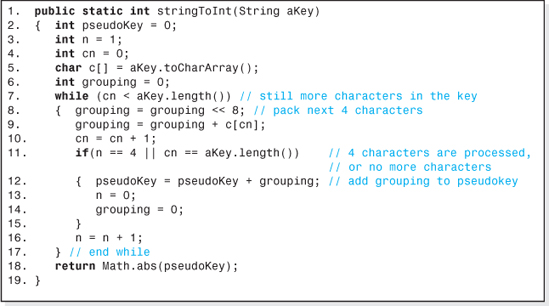 1. public static int stringToInt(String aKey)
2. { int pseudoKey = 0;
3. int n = 1;
4. int cn = 0;
5. char c[] = aKey.toCharArray();
6. int grouping = 0;
7. while (cn < aKey.length()) // still more characters in the key
8. { grouping = grouping << 8; // pack next 4 characters
9. grouping = grouping + c[cn];
10. cn = cn + 1;
11. if(n == 4 || cn == aKey.length()) // 4 characters are processed,
// or no more characters
12. { pseudoKey = pseudoKey + grouping; // add grouping to pseudokey
13. n = 0;
14. grouping = 0;
15. }
16. n = n + 1;
17. } // end while
18. return Math.abs(pseudoKey);
19. }